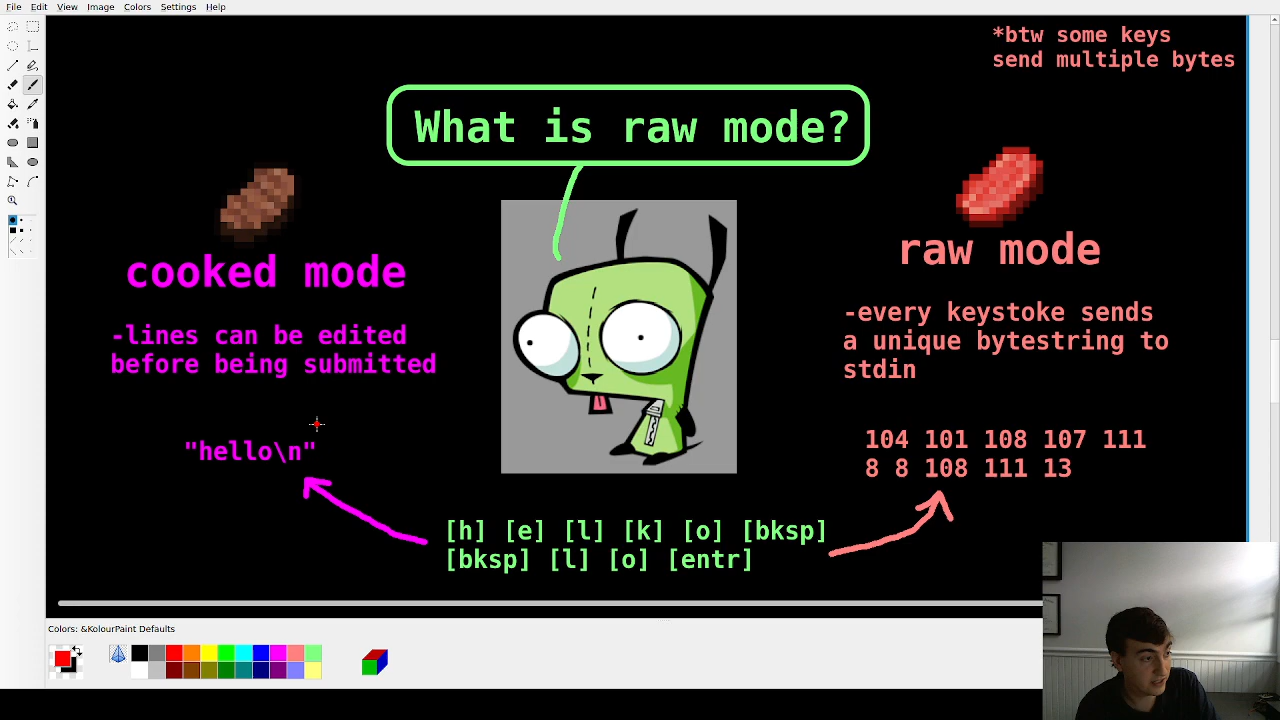 File Edit View Image Colors Settings Help
*btw some keys
send multiple bytes
What is raw mode?
cooked mode
-lines can be edited
before being submitted
"hello\n"
raw mode
-every keystoke sends
a unique bytestring to
stdin
104 101 108 107 111
8 8 108 111 13
[h] [e] [l] [k] [o] [bksp]
[bksp] [l] [o] [entr]
Colors: &KolourPaint Defaults